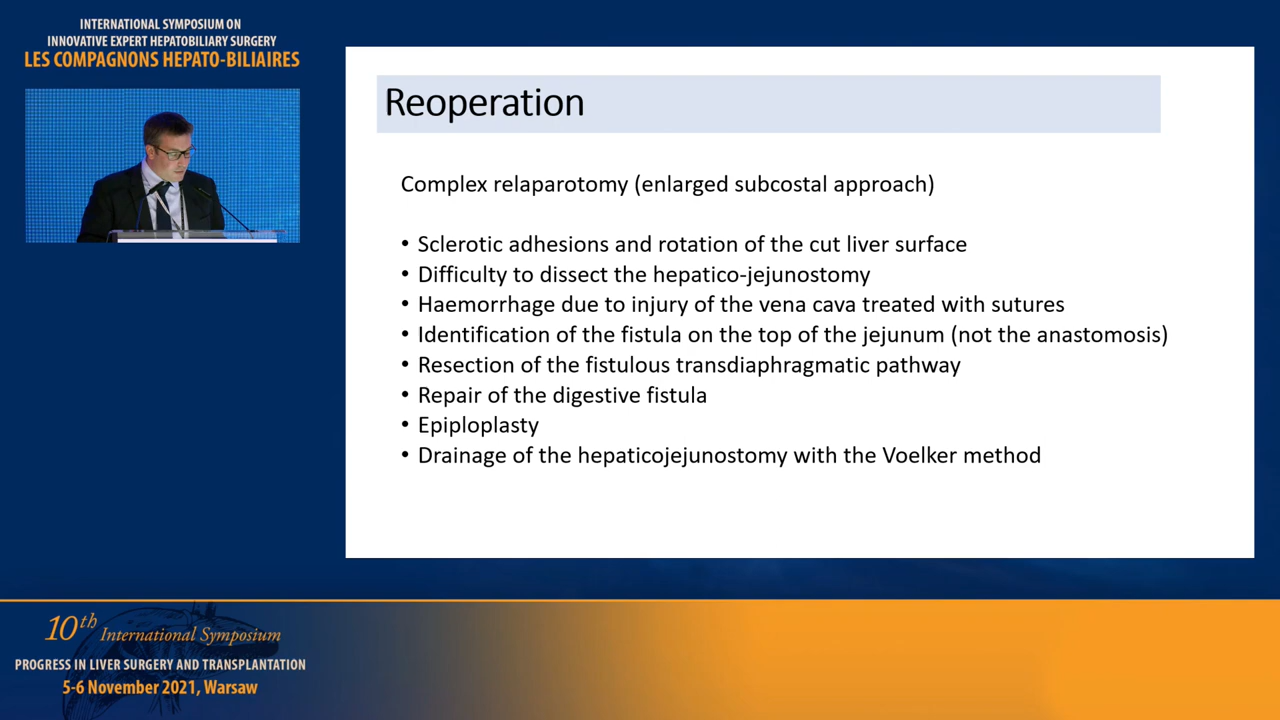 INTERNATIONAL SYMPOSIUM ON
INNOVATIVE EXPERT HEPATOBILIARY SURGERY
LES COMPAGNONS HEPATO-BILIAIRES
Reoperation
Complex relaparotomy (enlarged subcostal approach)
• Sclerotic adhesions and rotation of the cut liver surface
• Difficulty to dissect the hepatico-jejunostomy
• Haemorrhage due to injury of the vena cava treated with sutures
• Identification of the fistula on the top of the jejunum (not the anastomosis)
• Resection of the fistulous transdiaphragmatic pathway
• Repair of the digestive fistula
• Epiploplasty
• Drainage of the hepaticojejunostomy with the Voelker method
10th International Symposium
PROGRESS IN LIVER SURGERY AND TRANSPLANTATION
5-6 November 2021, Warsaw